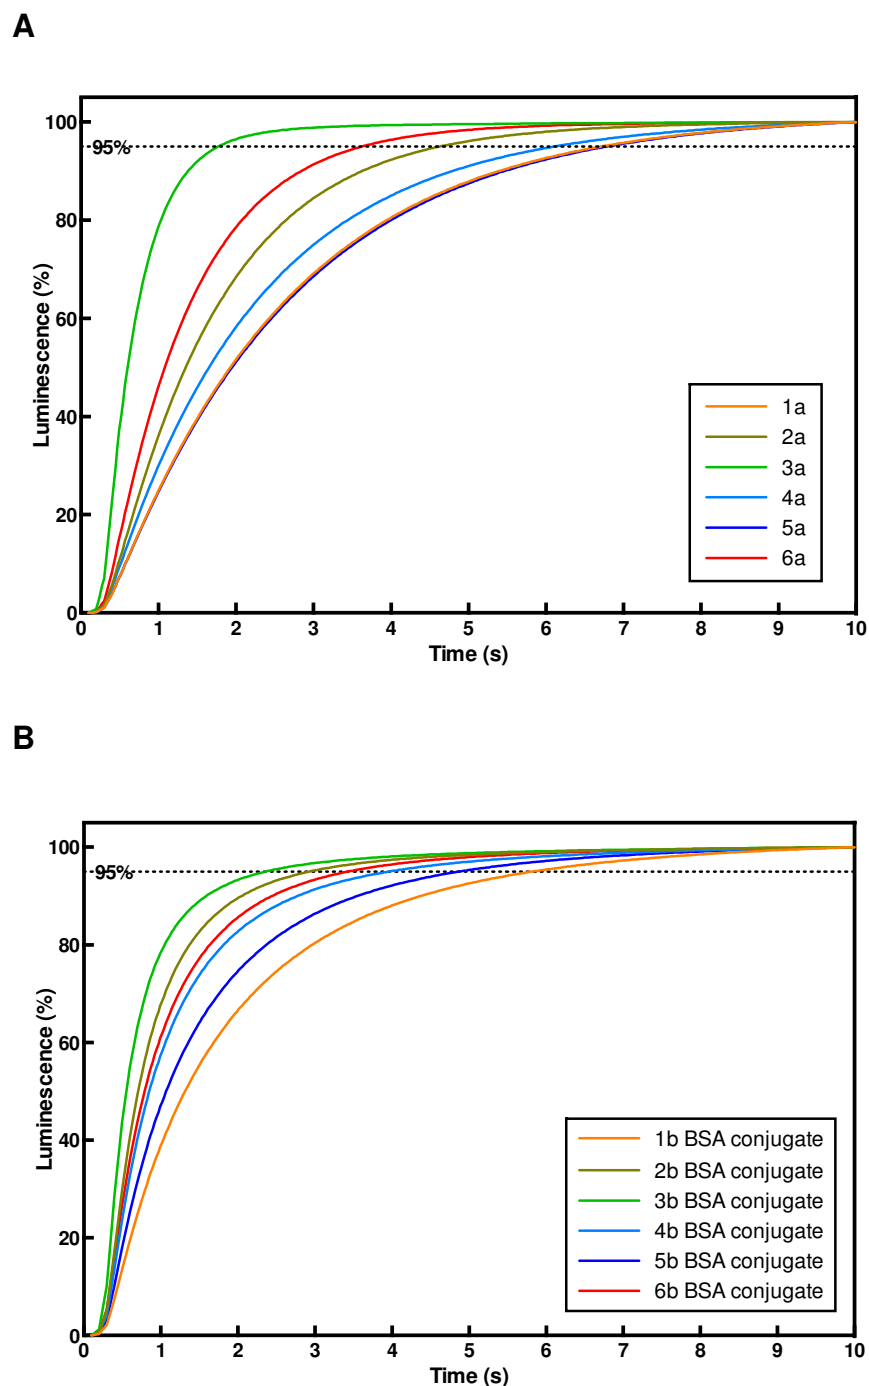 A
100
95%
80
60
40
20
0
Luminescence (%)
1a
2a
3a
4a
5a
6a
0 1 2 3 4 5 6 7 8 9 10
Time (s)
B
100
95%
80
60
40
20
0
Luminescence (%)
1b BSA conjugate
2b BSA conjugate
3b BSA conjugate
4b BSA conjugate
5b BSA conjugate
6b BSA conjugate
0 1 2 3 4 5 6 7 8 9 10
Time (s)